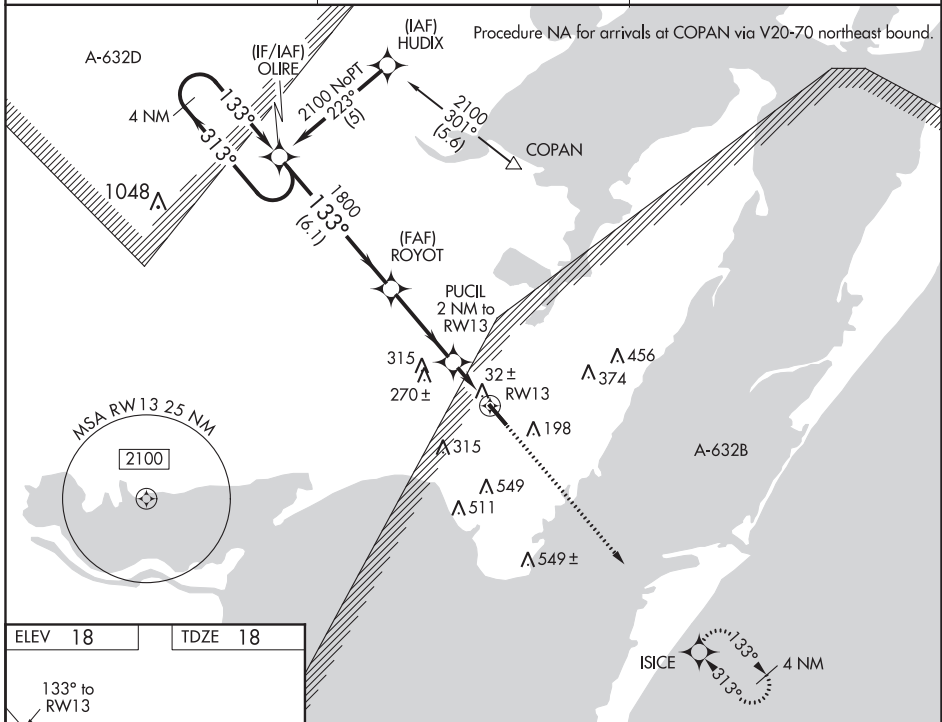 Procedure NA for arrivals at COPAN via V20-70 northeast bound.
A-632D
(IF/IAF)
OLIRE
(IAF)
HUDIX
4 NM
133°
313°
2100 NoPT
223°
(5)
2100
301°
(5.6)
COPAN
1048
1800
133°
(6.1)
(FAF)
ROYOT
PUCIL
2 NM to
RW13
315
270 ±
32 ±
RW13
456
374
198
315
A-632B
549
511
549 ±
MSA RW13 25 NM
2100
ELEV 18
TDZE 18
133° to
RW13
ISICE
133°
313°
4 NM